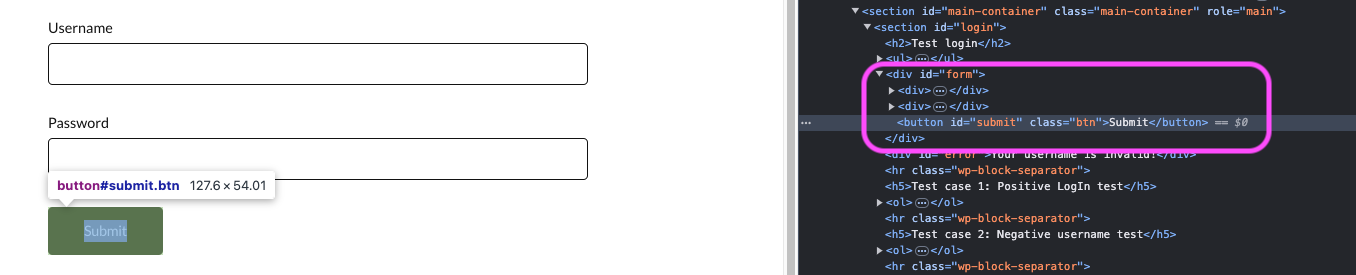 Username
Password
button#submit.btn 127.6 × 54.01
Submit
▼<section id="main-container" class="main-container" role="main">
▼<section id="login">
<h2>Test login</h2>
▶<ul>⋯</ul>
▼<div id="form">
▶<div>⋯</div>
▶<div>⋯</div>
⋯ <button id="submit" class="btn">Submit</button> == $0
</div>
<div id="error">Your username is invalid!</div>
<hr class="wp-block-separator">
<h5>Test case 1: Positive LogIn test</h5>
▶<ol>⋯</ol>
<hr class="wp-block-separator">
<h5>Test case 2: Negative username test</h5>
▶<ol>⋯</ol>
<hr class="wp-block-separator">